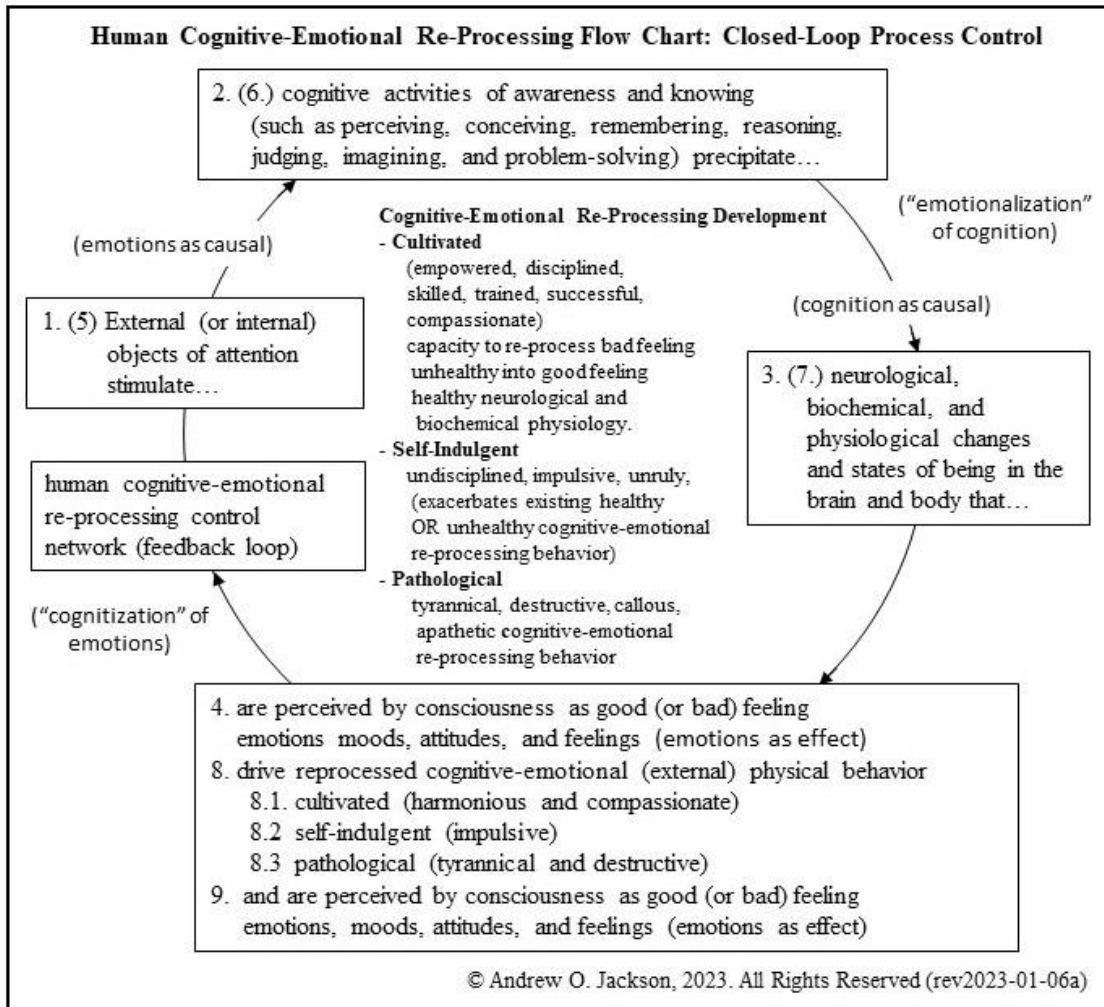 Human Cognitive-Emotional Re-Processing Flow Chart: Closed-Loop Process Control
2. (6.) cognitive activities of awareness and knowing
(such as perceiving, conceiving, remembering, reasoning,
judging, imagining, and problem-solving) precipitate…
(“emotionalization”
of cognition)
(emotions as causal)
(cognition as causal)
1. (5) External (or internal)
objects of attention
stimulate…
Cognitive-Emotional Re-Processing Development
- Cultivated
(empowered, disciplined,
skilled, trained, successful,
compassionate)
capacity to re-process bad feeling
unhealthy into good feeling
healthy neurological and
biochemical physiology.
- Self-Indulgent
undisciplined, impulsive, unruly,
(exacerbates existing healthy
OR unhealthy cognitive-emotional
re-processing behavior)
- Pathological
tyrannical, destructive, callous,
apathetic cognitive-emotional
re-processing behavior
3. (7.) neurological,
biochemical, and
physiological changes
and states of being in the
brain and body that…
human cognitive-emotional
re-processing control
network (feedback loop)
(“cognitization” of
emotions)
4. are perceived by consciousness as good (or bad) feeling
emotions moods, attitudes, and feelings (emotions as effect)
8. drive reprocessed cognitive-emotional (external) physical behavior
8.1. cultivated (harmonious and compassionate)
8.2 self-indulgent (impulsive)
8.3 pathological (tyrannical and destructive)
9. and are perceived by consciousness as good (or bad) feeling
emotions, moods, attitudes, and feelings (emotions as effect)
© Andrew O. Jackson, 2023. All Rights Reserved (rev2023-01-06a)